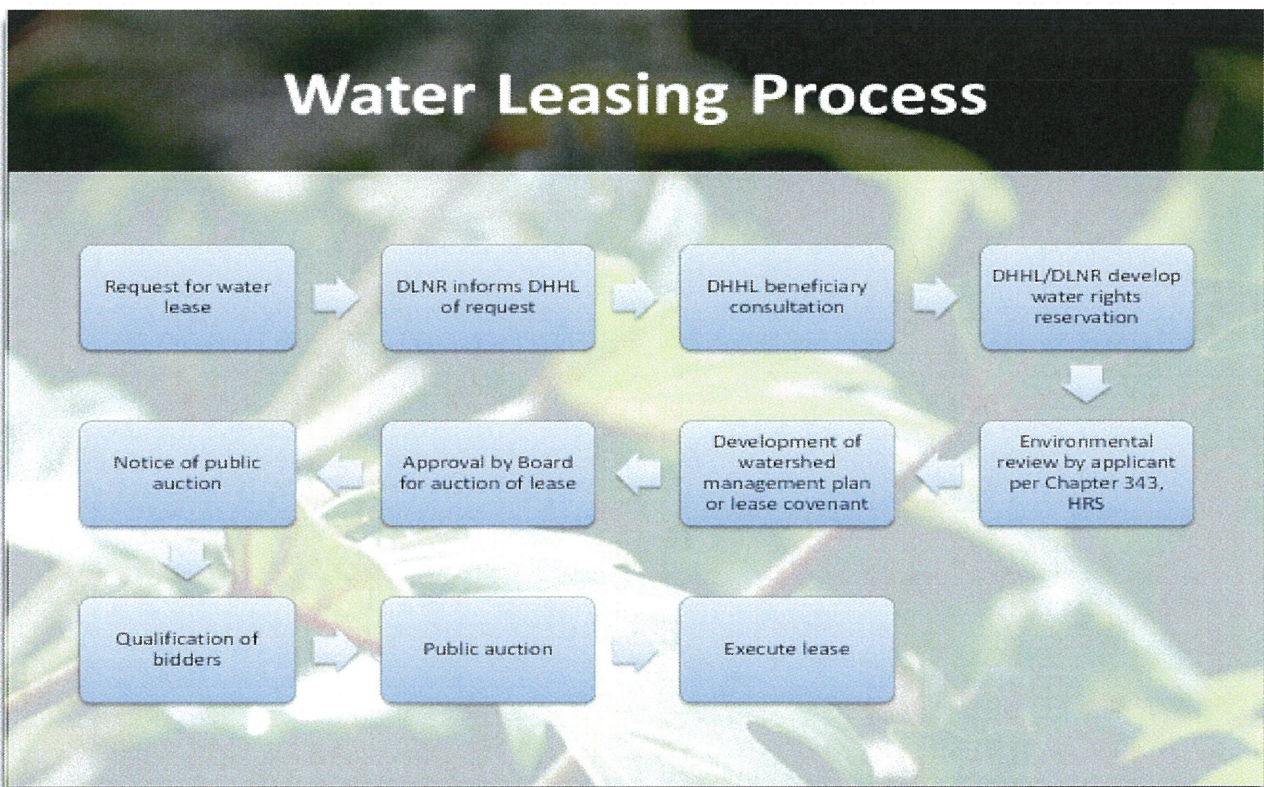 Water Leasing Process
Request for water
lease
DLNR informs DHHL
of request
DHHL beneficiary
consultation
DHHL/DLNR develop
water rights
reservation
Environmental
review by applicant
per Chapter 343,
HRS
Development of
watershed
management plan
or lease covenant
Approval by Board
for auction of lease
Notice of public
auction
Qualification of
bidders
Public auction
Execute lease